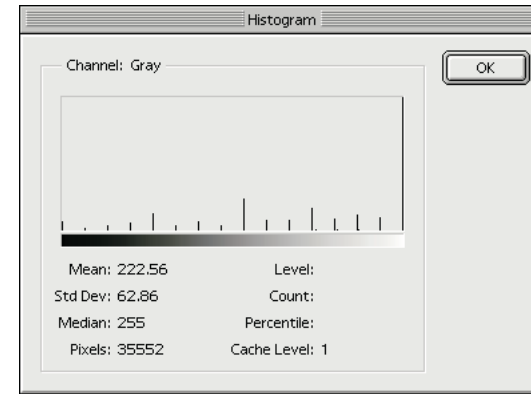 Histogram
Channel: Gray
OK
Mean: 222.56
Level:
Std Dev: 62.86
Count:
Median: 255
Percentile:
Pixels: 35552
Cache Level: 1